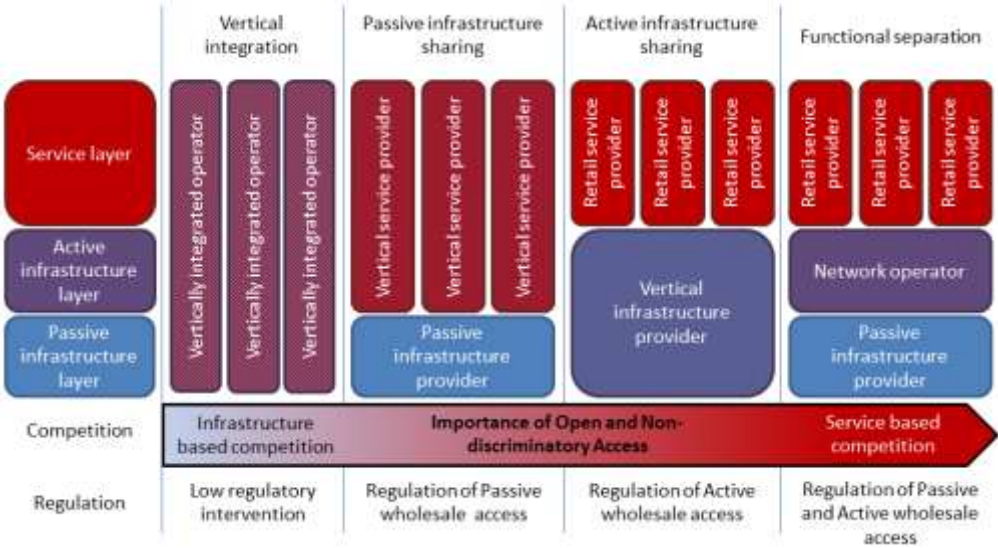 Vertical
integration
Passive infrastructure
sharing
Active infrastructure
sharing
Functional separation
Service layer
Active
infrastructure
layer
Passive
infrastructure
layer
Vertically integrated operator
Vertically integrated operator
Vertically integrated operator
Vertical service provider
Vertical service provider
Vertical service provider
Passive
infrastructure
provider
Retail service
provider
Retail service
provider
Retail service
provider
Vertical
infrastructure
provider
Retail service
provider
Retail service
provider
Retail service
provider
Network operator
Passive
infrastructure
provider
Competition
Infrastructure
based competition
Importance of Open and Non-
discriminatory Access
Service based
competition
Regulation
Low regulatory
intervention
Regulation of Passive
wholesale access
Regulation of Active
wholesale access
Regulation of Passive
and Active wholesale
access